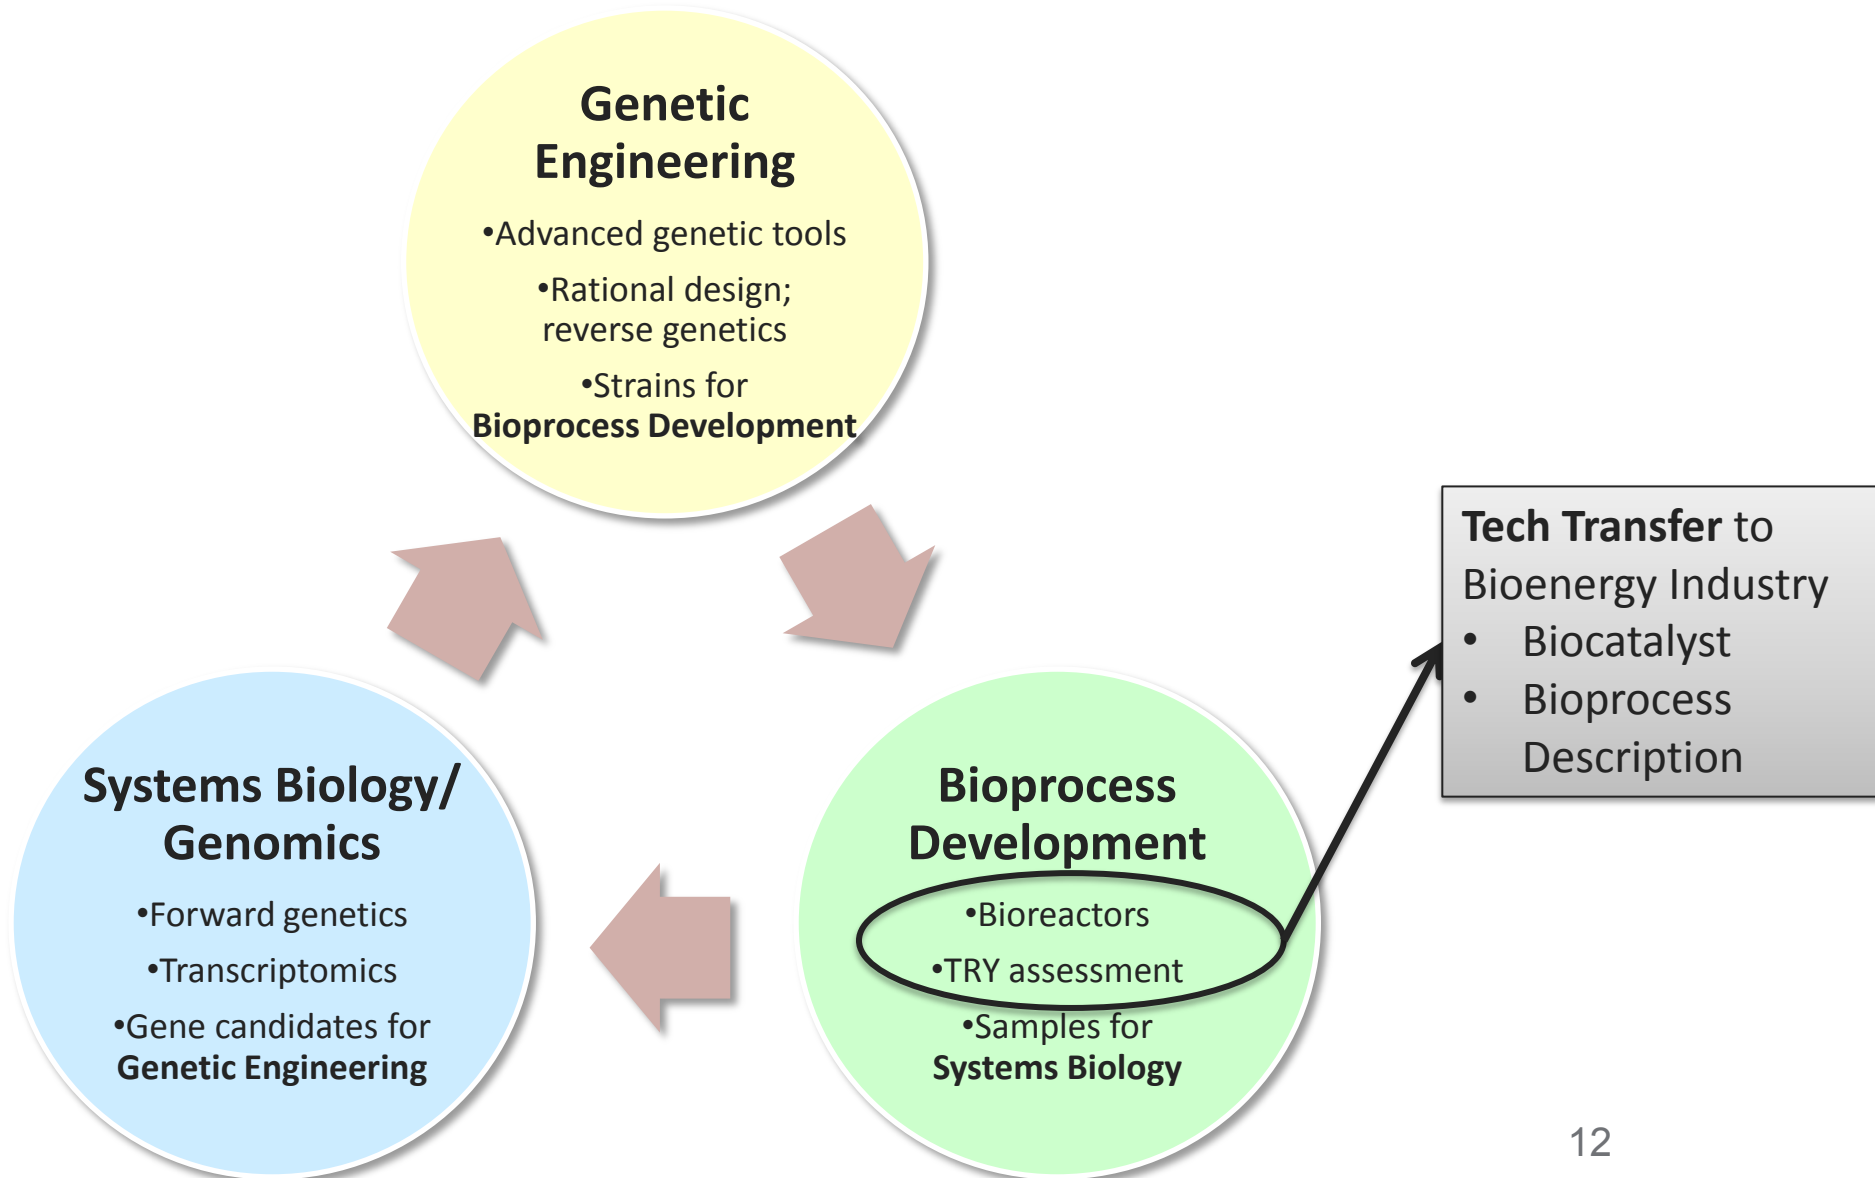 Genetic
Engineering
•Advanced genetic tools
•Rational design;
reverse genetics
•Strains for
Bioprocess Development
Tech Transfer to
Bioenergy Industry
• Biocatalyst
• Bioprocess
Description
Systems Biology/
Genomics
•Forward genetics
•Transcriptomics
•Gene candidates for
Genetic Engineering
Bioprocess
Development
•Bioreactors
•TRY assessment
•Samples for
Systems Biology
12